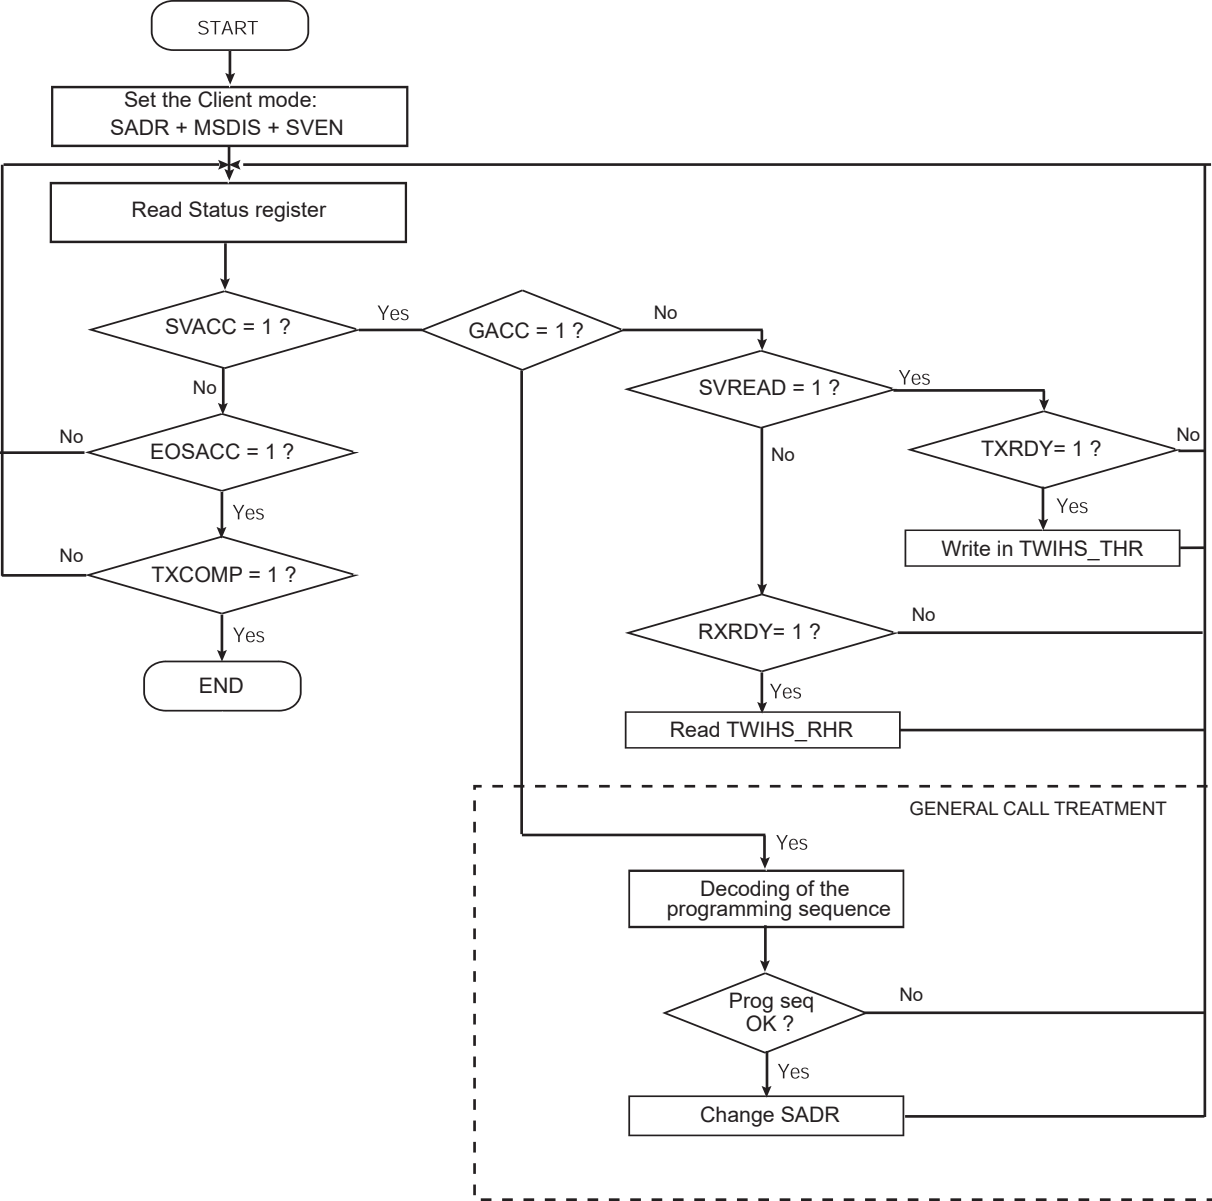 START
Set the Client mode:
SADR + MSDIS + SVEN
Read Status register
SVACC = 1 ?
Yes
GACC = 1 ?
No
SVREAD = 1 ?
Yes
No
EOSACC = 1 ?
No
TXRDY= 1 ?
No
No
Yes
Yes
Write in TWIHS_THR
No
TXCOMP = 1 ?
RXRDY= 1 ?
No
Yes
END
Yes
Read TWIHS_RHR
GENERAL CALL TREATMENT
Yes
Decoding of the
programming sequence
Prog seq
OK ?
No
Yes
Change SADR